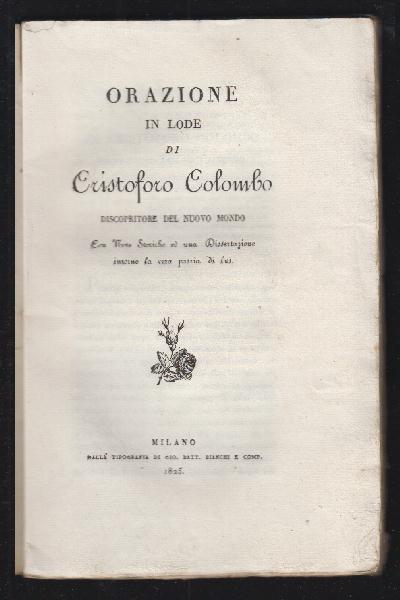 ORAZIONE
IN LODE
DI
Cristoforo Colombo
DISCOPRITORE DEL NUOVO MONDO
Con Note Storiche ed una Dissertazione
intorno la vera patria di lui.
MILANO
DALLA TIPOGRAFIA DI GIO. BATT. BIANCHI E COMP.
1825.